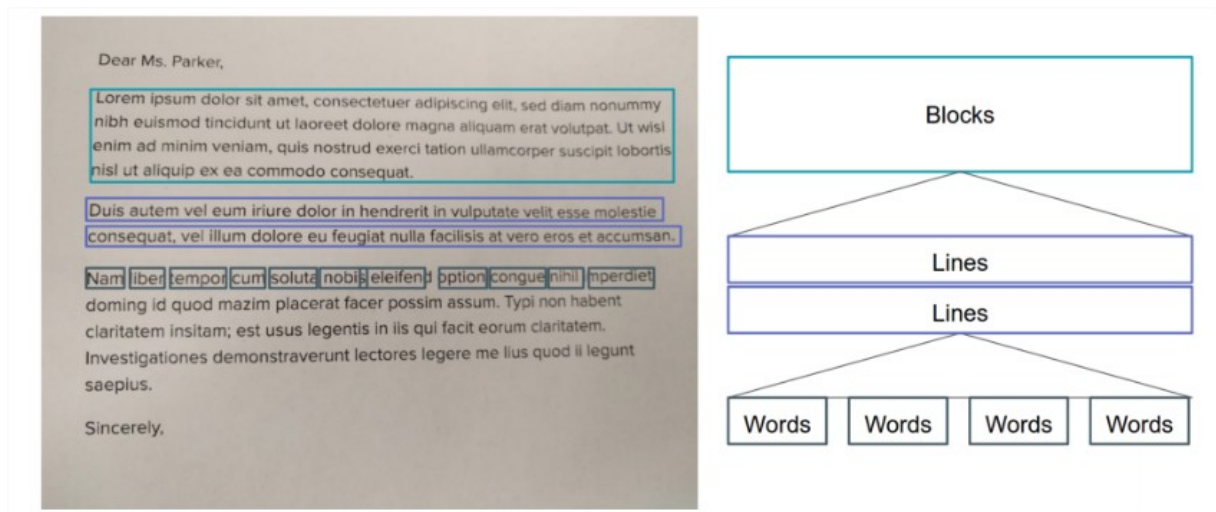 Dear Ms. Parker,
Lorem ipsum dolor sit amet, consectetuer adipiscing elit, sed diam nonummy
nibh euismod tincidunt ut laoreet dolore magna aliquam erat volutpat. Ut wisi
enim ad minim veniam, quis nostrud exerci tation ullamcorper suscipit lobortis
nisl ut aliquip ex ea commodo consequat.
Duis autem vel eum iriure dolor in hendrerit in vulputate velit esse molestie
consequat, vel illum dolore eu feugiat nulla facilisis at vero eros et accumsan.
Nam liber tempor cum soluta nobis eleifend option congue nihil imperdiet
doming id quod mazim placerat facer possim assum. Typi non habent
claritatem insitam; est usus legentis in iis qui facit eorum claritatem.
Investigationes demonstraverunt lectores legere me lius quod ii legunt
saepius.
Sincerely,
Blocks
Lines
Lines
Words Words Words Words